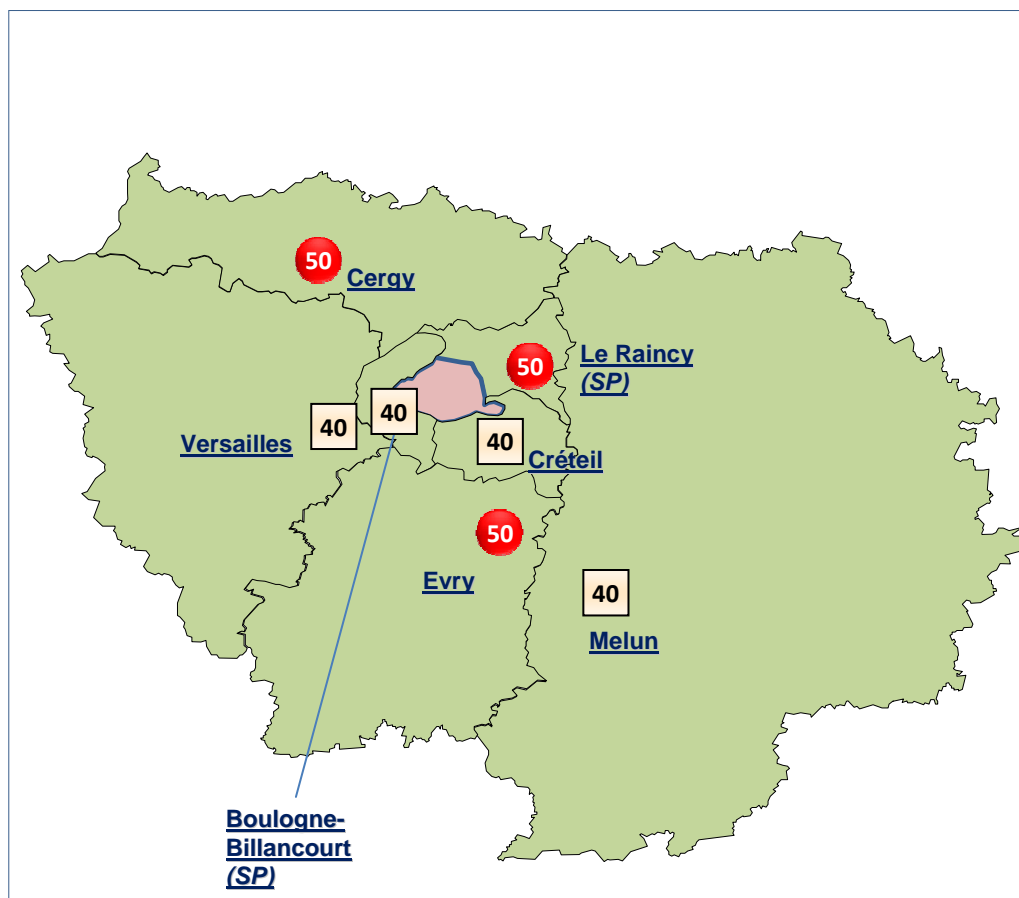 50
Cergy
Le Raincy
(SP)
50
40
40
Versailles
40
Créteil
50
Evry
40
Melun
Boulogne-
Billancourt
(SP)